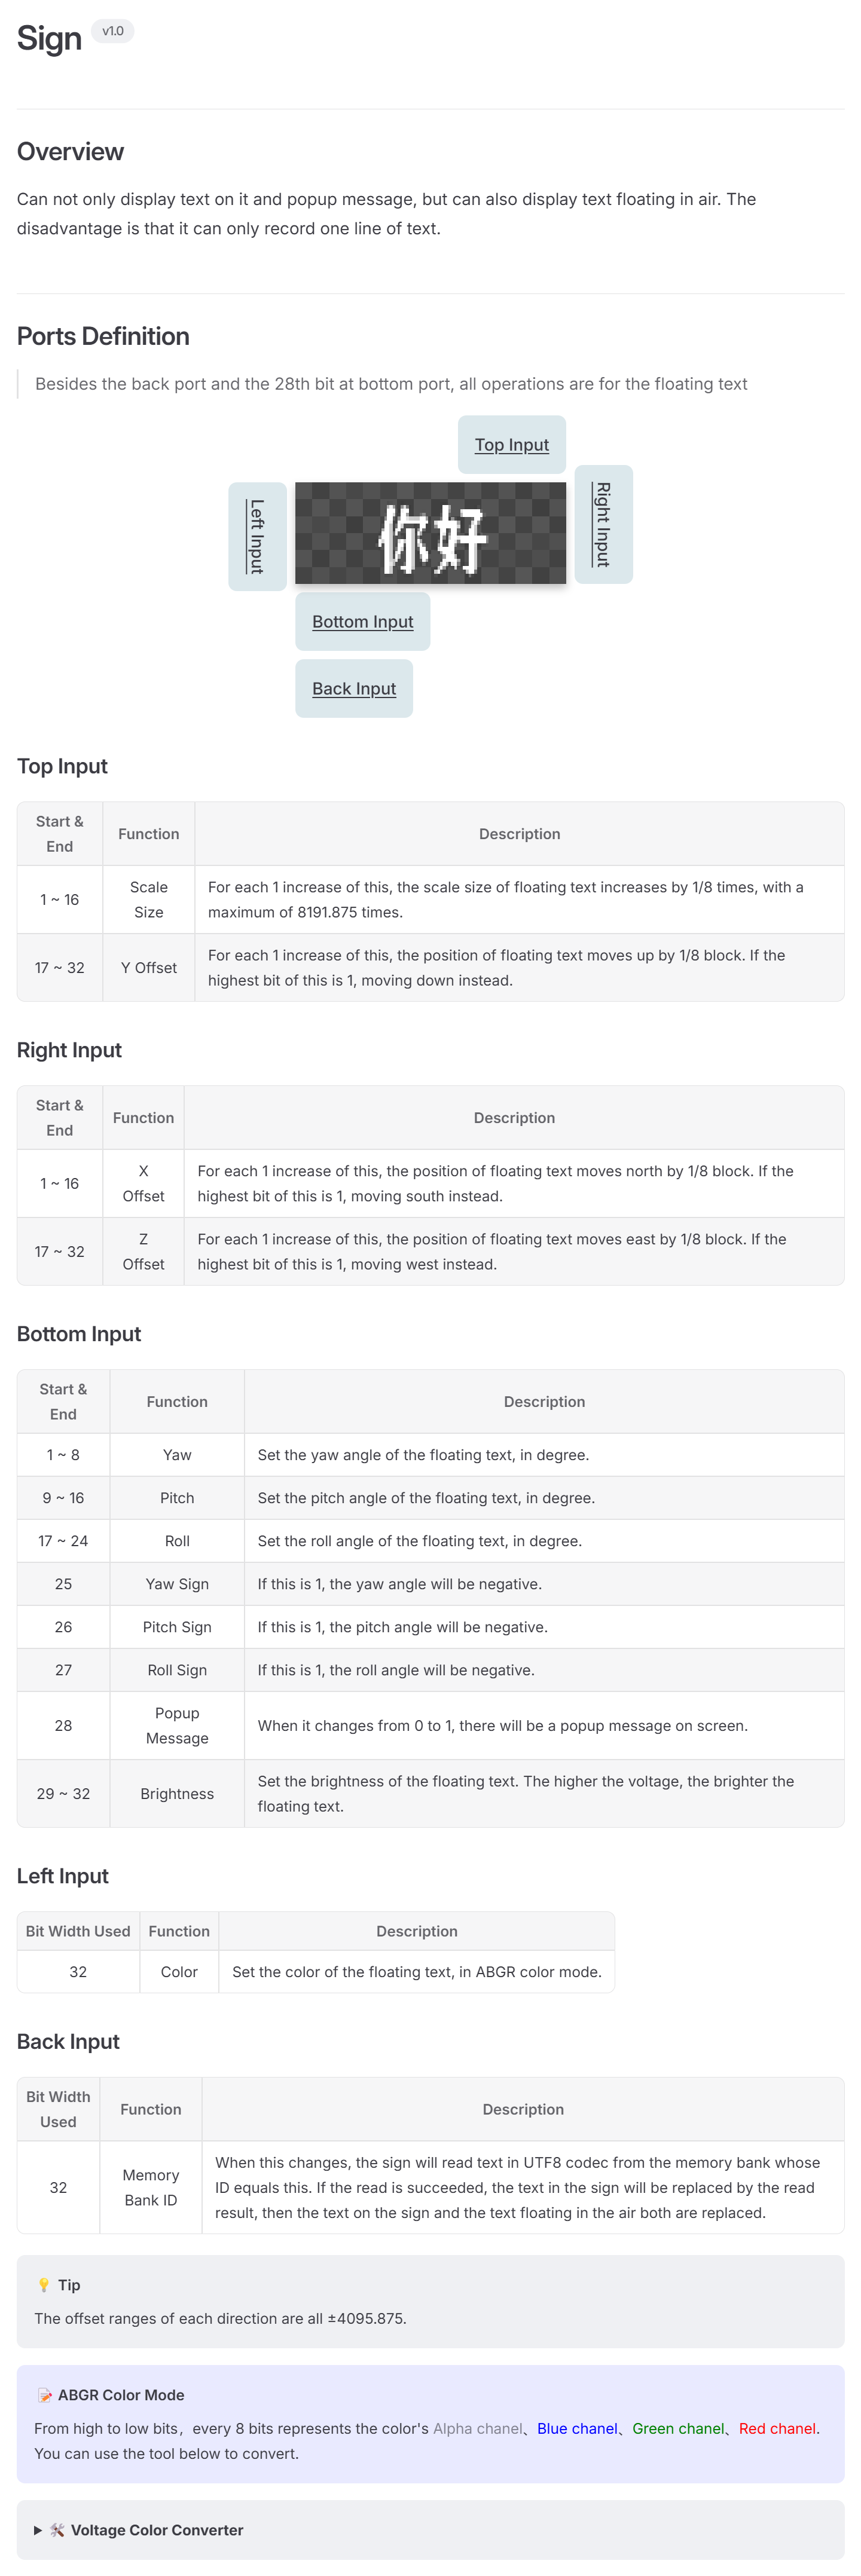 Sign v1.0
Overview
Can not only display text on it and popup message, but can also display text floating in air. The
disadvantage is that it can only record one line of text.
Ports Definition
Besides the back port and the 28th bit at bottom port, all operations are for the floating text
Top Input
Left Input
你好
Right Input
Bottom Input
Back Input
Top Input
Start &
End
Function
Description
1 ~ 16
Scale
Size
For each 1 increase of this, the scale size of floating text increases by 1/8 times, with a
maximum of 8191.875 times.
17 ~ 32
Y Offset
For each 1 increase of this, the position of floating text moves up by 1/8 block. If the
highest bit of this is 1, moving down instead.
Right Input
Start &
End
Function
Description
1 ~ 16
X
Offset
For each 1 increase of this, the position of floating text moves north by 1/8 block. If the
highest bit of this is 1, moving south instead.
17 ~ 32
Z
Offset
For each 1 increase of this, the position of floating text moves east by 1/8 block. If the
highest bit of this is 1, moving west instead.
Bottom Input
Start &
End
Function
Description
1 ~ 8
Yaw
Set the yaw angle of the floating text, in degree.
9 ~ 16
Pitch
Set the pitch angle of the floating text, in degree.
17 ~ 24
Roll
Set the roll angle of the floating text, in degree.
25
Yaw Sign
If this is 1, the yaw angle will be negative.
26
Pitch Sign
If this is 1, the pitch angle will be negative.
27
Roll Sign
If this is 1, the roll angle will be negative.
28
Popup
Message
When it changes from 0 to 1, there will be a popup message on screen.
29 ~ 32
Brightness
Set the brightness of the floating text. The higher the voltage, the brighter the
floating text.
Left Input
Bit Width Used
Function
Description
32
Color
Set the color of the floating text, in ABGR color mode.
Back Input
Bit Width
Used
Function
Description
32
Memory
Bank ID
When this changes, the sign will read text in UTF8 codec from the memory bank whose
ID equals this. If the read is succeeded, the text in the sign will be replaced by the read
result, then the text on the sign and the text floating in the air both are replaced.
💡 Tip
The offset ranges of each direction are all ±4095.875.
📝 ABGR Color Mode
From high to low bits，every 8 bits represents the color's Alpha chanel、Blue chanel、Green chanel、Red chanel.
You can use the tool below to convert.
▶ 🛠 Voltage Color Converter